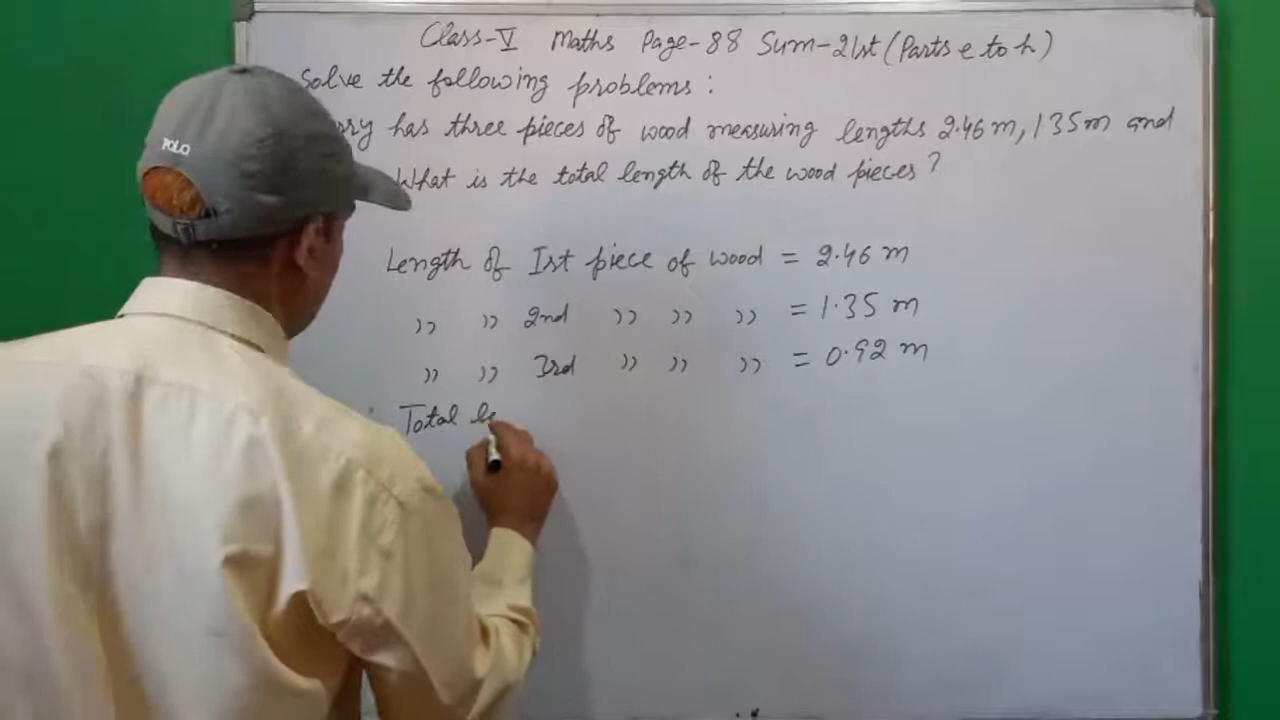 Class-V Maths Page-88 Sum-21st (Parts e to h)
Solve the following problems :
has three pieces of wood measuring lengths 2.46 m, 1.35 m and
What is the total length of the wood pieces ?
Length of Ist piece of wood = 2.46 m
,, ,, 2nd ,, ,, ,, = 1.35 m
,, ,, 3rd ,, ,, ,, = 0.92 m
Total le
POLO